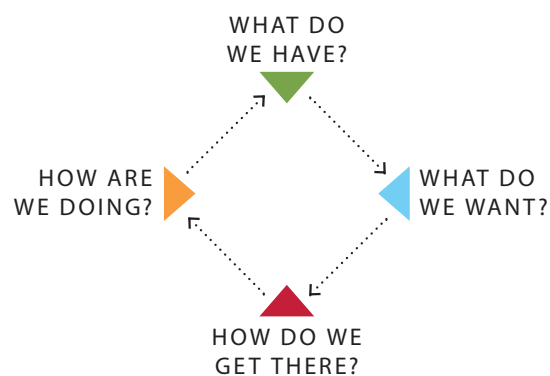 WHAT DO
WE HAVE?
HOW ARE
WE DOING?
WHAT DO
WE WANT?
HOW DO WE
GET THERE?